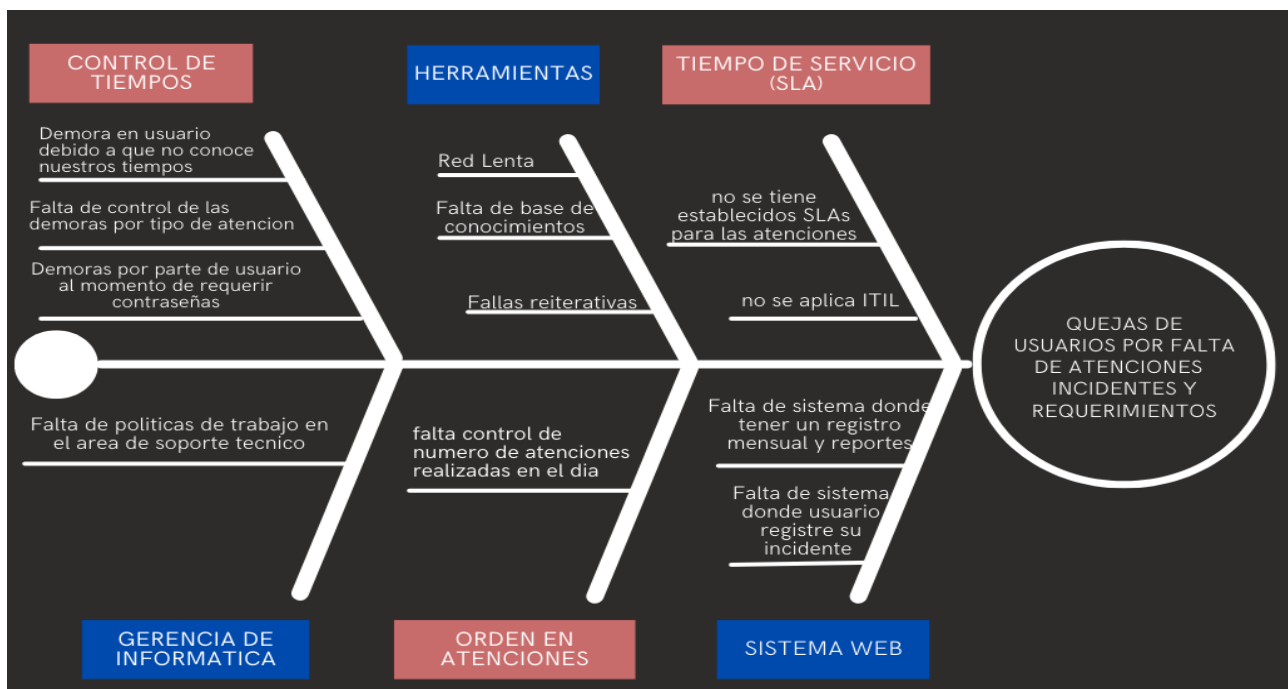 CONTROL DE
TIEMPOS
HERRAMIENTAS
TIEMPO DE SERVICIO
(SLA)
Demora en usuario
debido a que no conoce
nuestros tiempos
Falta de control de las
demoras por tipo de atencion
Demoras por parte de usuario
al momento de requerir
contraseñas
Red Lenta
Falta de base de
conocimientos
Fallas reiterativas
no se tiene
establecidos SLAs
para las atenciones
no se aplica ITIL
QUEJAS DE
USUARIOS POR FALTA
DE ATENCIONES
INCIDENTES Y
REQUERIMIENTOS
Falta de politicas de trabajo en
el area de soporte tecnico
falta control de
numero de atenciones
realizadas en el dia
Falta de sistema donde
tener un registro
mensual y reportes
Falta de sistema
donde usuario
registre su
incidente
GERENCIA DE
INFORMATICA
ORDEN EN
ATENCIONES
SISTEMA WEB